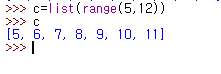 >>> c=list(range(5,12))
>>> c
[5, 6, 7, 8, 9, 10, 11]
>>>